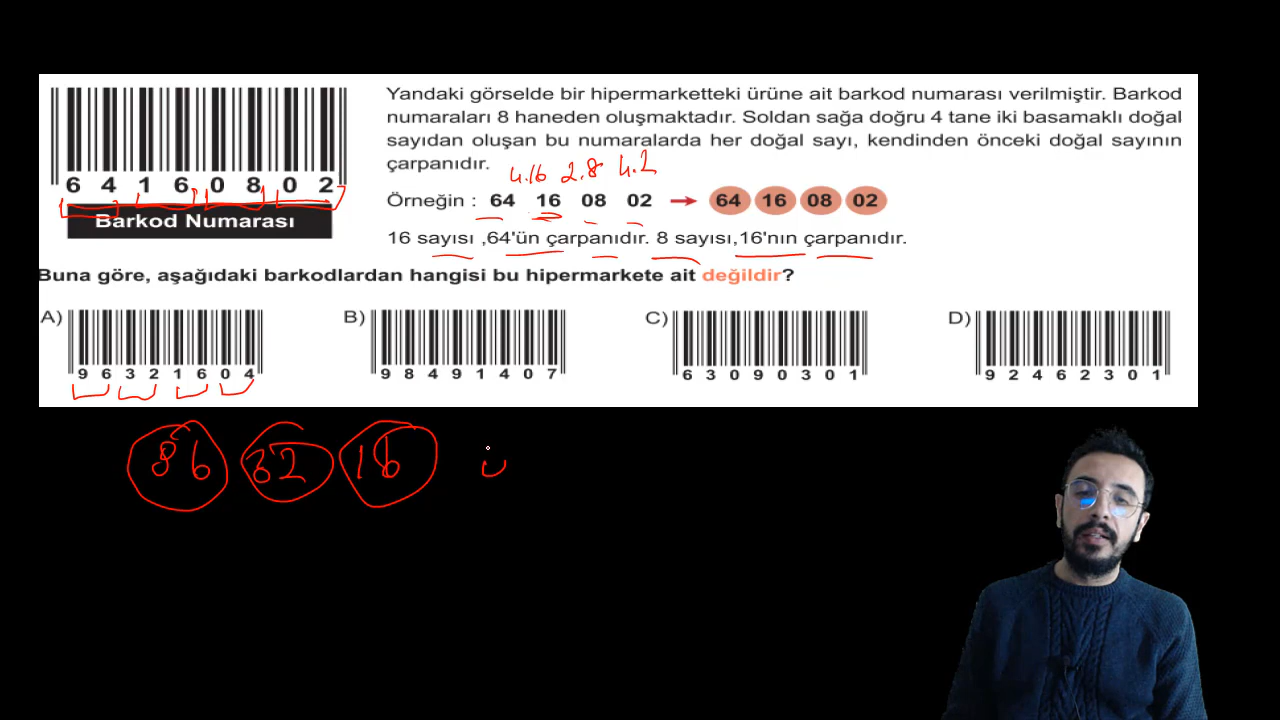 6 4 1 6 0 8 0 2
Barkod Numarası
Yandaki görselde bir hipermarketteki ürüne ait barkod numarası verilmiştir. Barkod
numaraları 8 haneden oluşmaktadır. Soldan sağa doğru 4 tane iki basamaklı doğal
sayıdan oluşan bu numaralarda her doğal sayı, kendinden önceki doğal sayının
çarpanıdır.
4.16 2.8 4.2
Örneğin : 64 16 08 02 → 64 16 08 02
16 sayısı ,64'ün çarpanıdır. 8 sayısı,16'nın çarpanıdır.
Buna göre, aşağıdaki barkodlardan hangisi bu hipermarkete ait değildir?
A) 9 6 3 2 1 6 0 4
B) 9 8 4 9 1 4 0 7
C) 6 3 0 9 0 3 0 1
D) 9 2 4 6 2 3 0 1
86 32 16